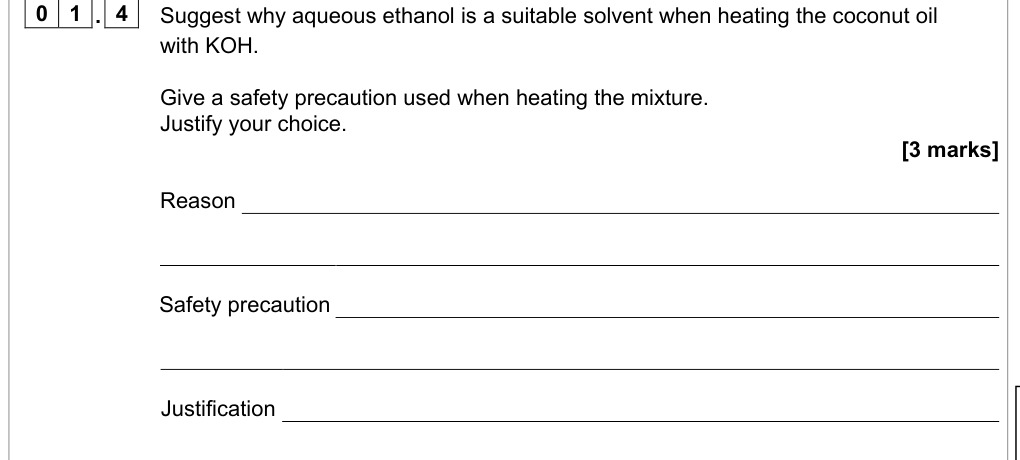 0 1 . 4 Suggest why aqueous ethanol is a suitable solvent when heating the coconut oil
with KOH.
Give a safety precaution used when heating the mixture.
Justify your choice.
[3 marks]
Reason
Safety precaution
Justification